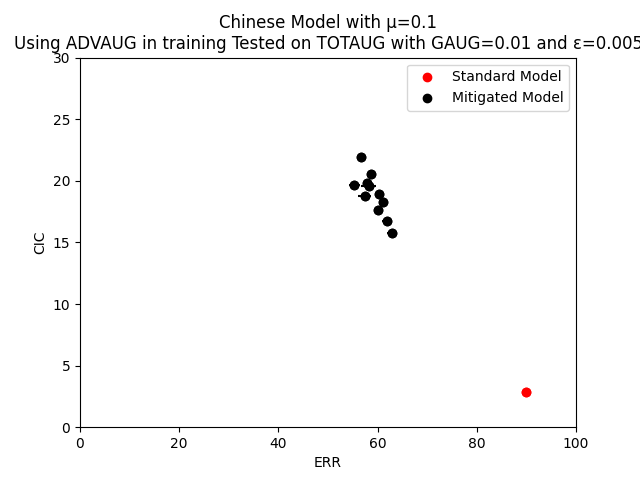 Chinese Model with μ=0.1
Using ADVAUG in training Tested on TOTAUG with GAUG=0.01 and ε=0.005
Standard Model
Mitigated Model
30
25
20
15
10
5
0
CIC
0 20 40 60 80 100
ERR